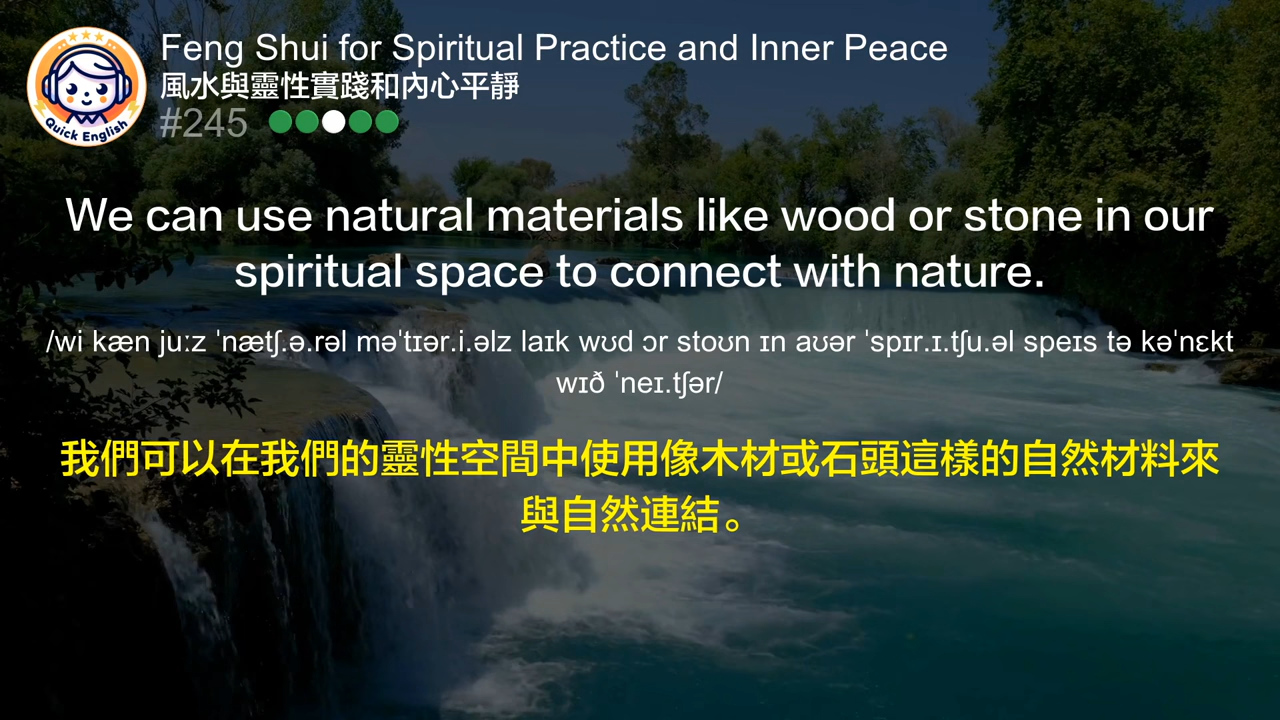 Feng Shui for Spiritual Practice and Inner Peace
風水與靈性實踐和內心平靜
#245
Quick English
We can use natural materials like wood or stone in our
spiritual space to connect with nature.
/wi kæn juːz ˈnætʃ.ə.rəl məˈtɪər.i.əlz laɪk wʊd ɔr stoʊn ɪn aʊər ˈspɪr.ɪ.tʃu.əl speɪs tə kəˈnɛkt
wɪð ˈneɪ.tʃər/
我們可以在我們的靈性空間中使用像木材或石頭這樣的自然材料來
與自然連結。